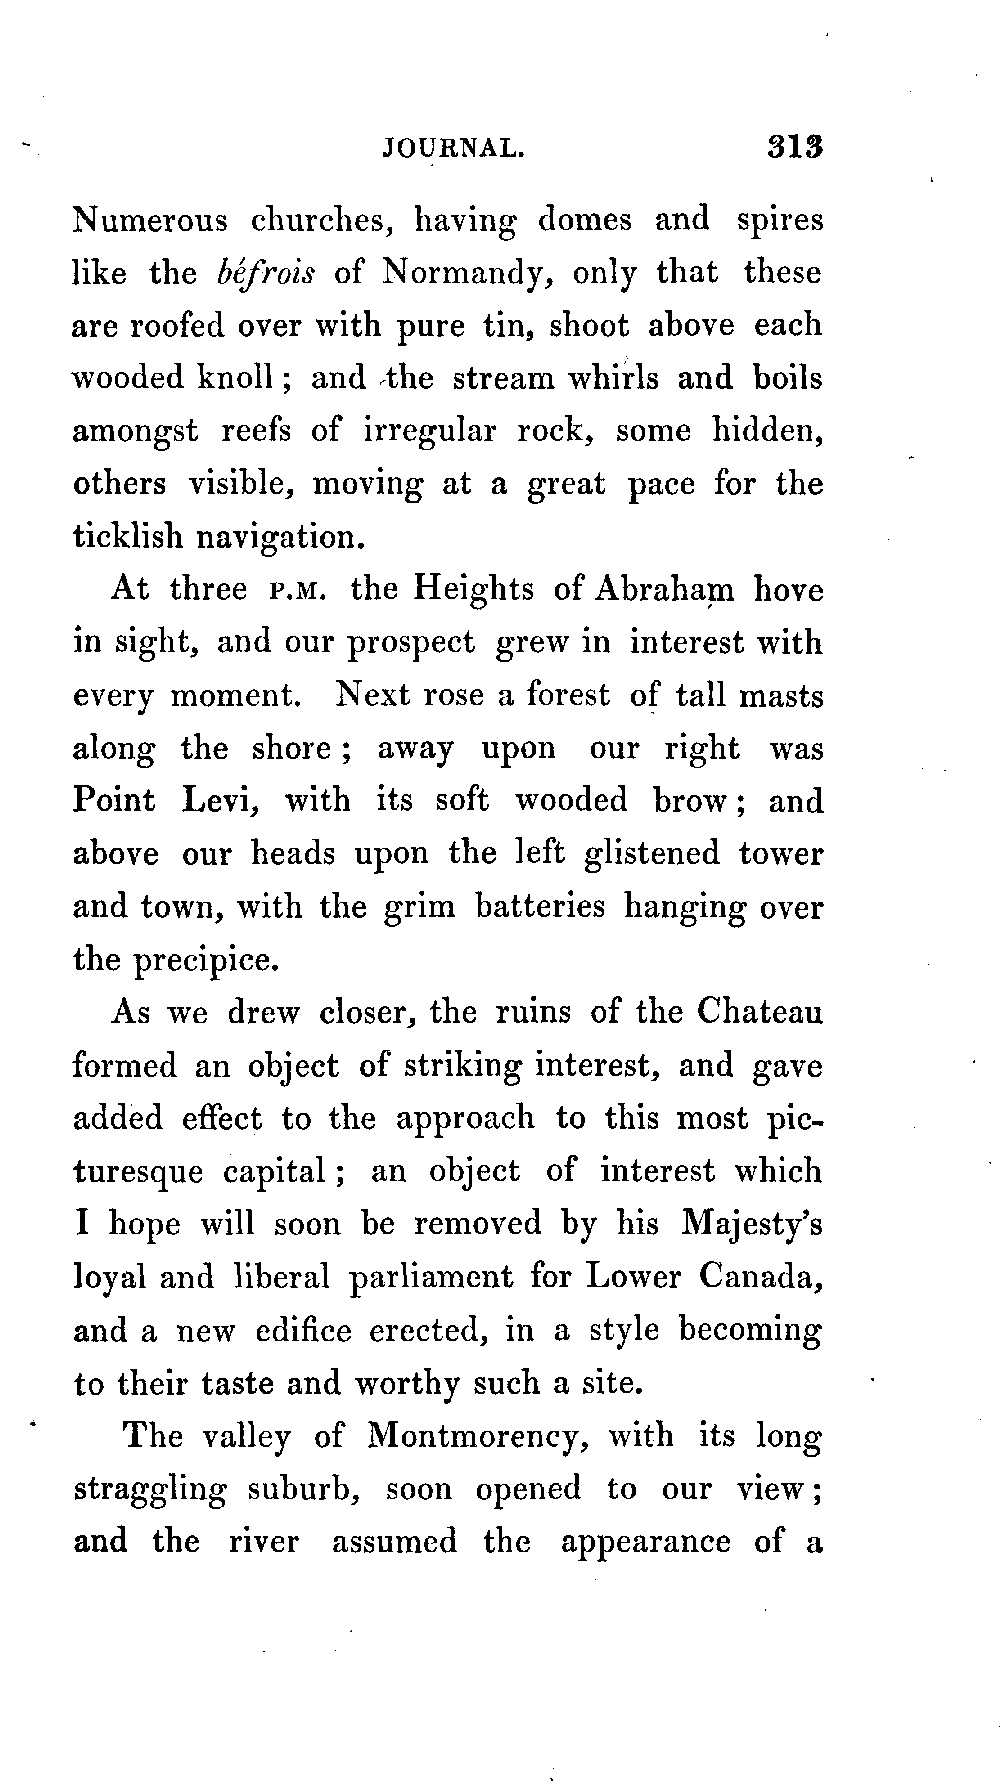 JOURNAL. 313
Numerous churches, having domes and spires
like the béfrois of Normandy, only that these
are roofed over with pure tin, shoot above each
wooded knoll ; and the stream whirls and boils
amongst reefs of irregular rock, some hidden,
others visible, moving at a great pace for the
ticklish navigation.
At three P.M. the Heights of Abraham hove
in sight, and our prospect grew in interest with
every moment. Next rose a forest of tall masts
along the shore ; away upon our right was
Point Levi, with its soft wooded brow ; and
above our heads upon the left glistened tower
and town, with the grim batteries hanging over
the precipice.
As we drew closer, the ruins of the Chateau
formed an object of striking interest, and gave
added effect to the approach to this most pic-
turesque capital ; an object of interest which
I hope will soon be removed by his Majesty's
loyal and liberal parliament for Lower Canada,
and a new edifice erected, in a style becoming
to their taste and worthy such a site.
The valley of Montmorency, with its long
straggling suburb, soon opened to our view ;
and the river assumed the appearance of a